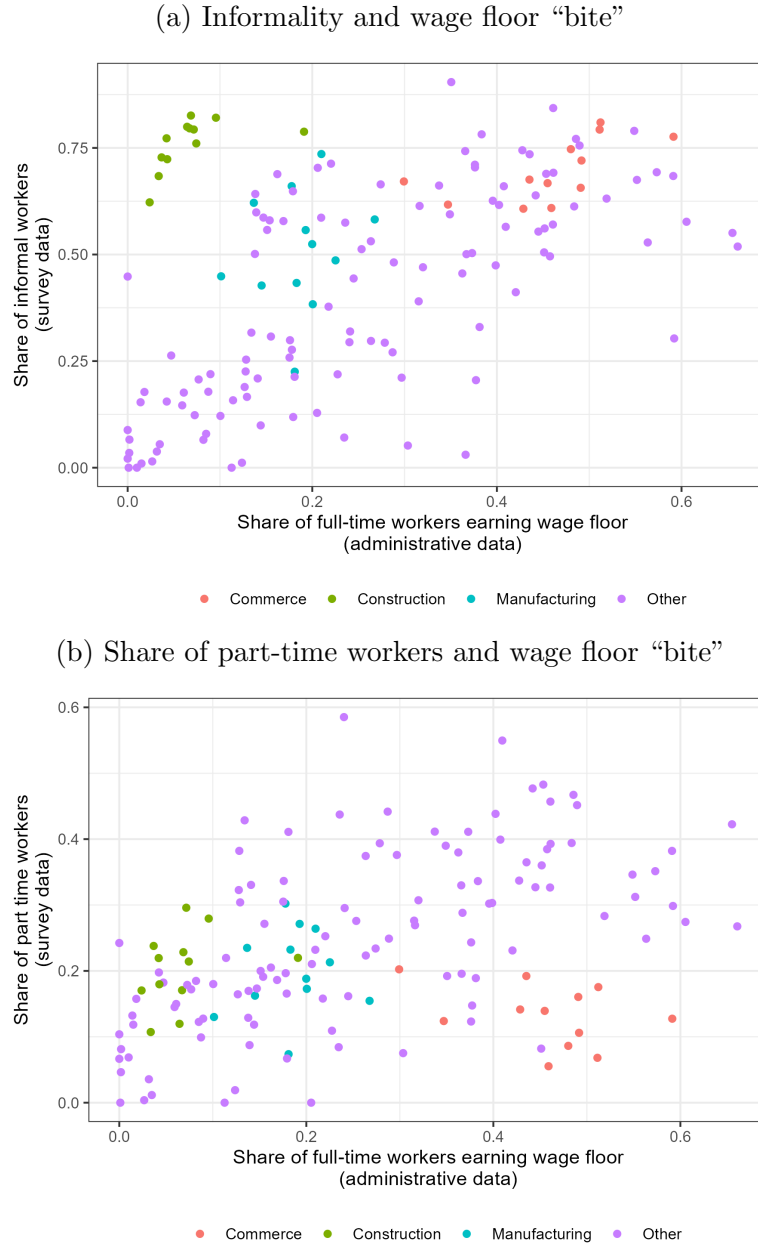 (a) Informality and wage floor “bite”
Share of informal workers
(survey data)
0.75
0.50
0.25
0.00
0.0 0.2 0.4 0.6
Share of full-time workers earning wage floor
(administrative data)
Commerce Construction Manufacturing Other
(b) Share of part-time workers and wage floor “bite”
Share of part time workers
(survey data)
0.6
0.4
0.2
0.0
0.0 0.2 0.4 0.6
Share of full-time workers earning wage floor
(administrative data)
Commerce Construction Manufacturing Other